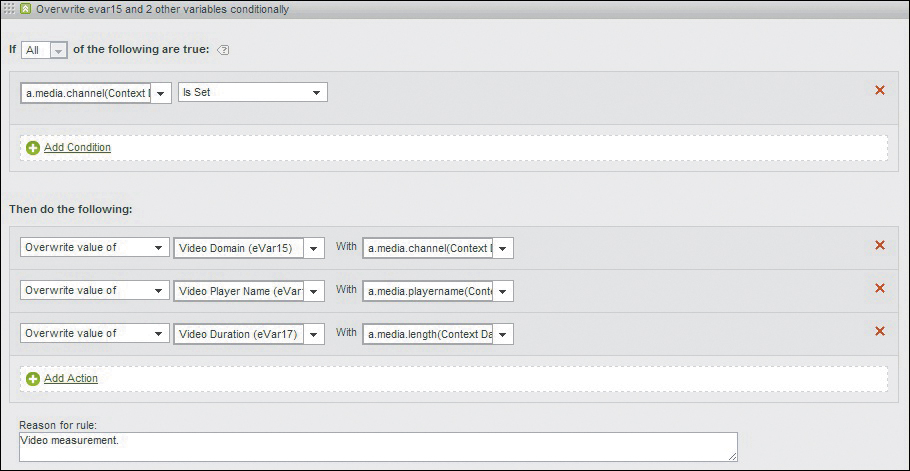 Overwrite evar15 and 2 other variables conditionally
If All of the following are true: ?
a.media.channel(Context D Is Set
Add Condition
Then do the following:
Overwrite value of Video Domain (eVar15) With a.media.channel(Context D
Overwrite value of Video Player Name (eVar With a.media.playername(Conte
Overwrite value of Video Duration (eVar17) With a.media.length(Context Da
Add Action
Reason for rule:
Video measurement.